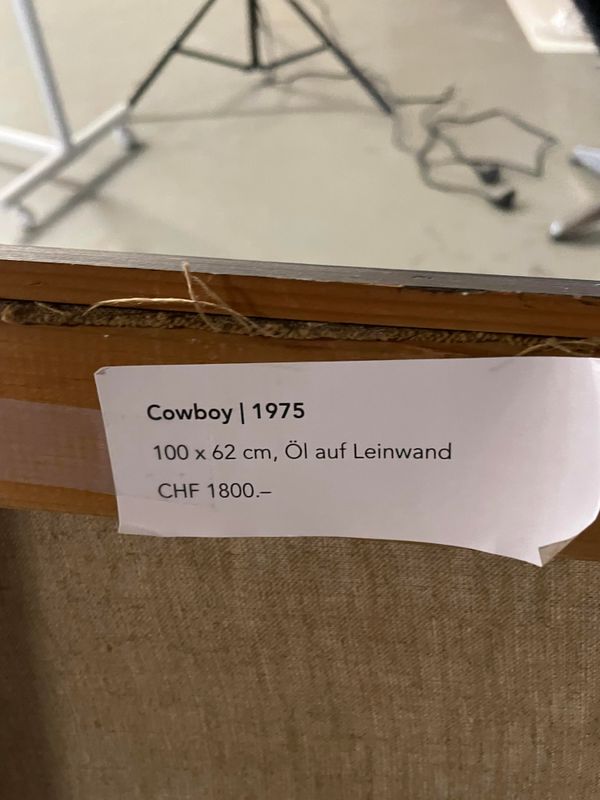 Cowboy | 1975
100 x 62 cm, Öl auf Leinwand
CHF 1800.–